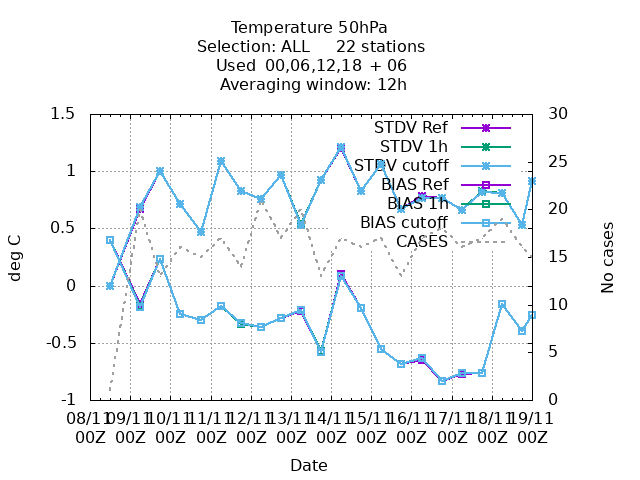 Temperature 50hPa
Selection: ALL 22 stations
Used 00,06,12,18 + 06
Averaging window: 12h
1.5
1
0.5
0
-0.5
-1
deg C
30
25
20
15
10
5
0
No cases
STDV Ref
STDV 1h
STDV cutoff
BIAS Ref
BIAS 1h
BIAS cutoff
CASES
08/11 09/11 10/11 11/11 12/11 13/11 14/11 15/11 16/11 17/11 18/11 19/11
00Z 00Z 00Z 00Z 00Z 00Z 00Z 00Z 00Z 00Z 00Z 00Z
Date